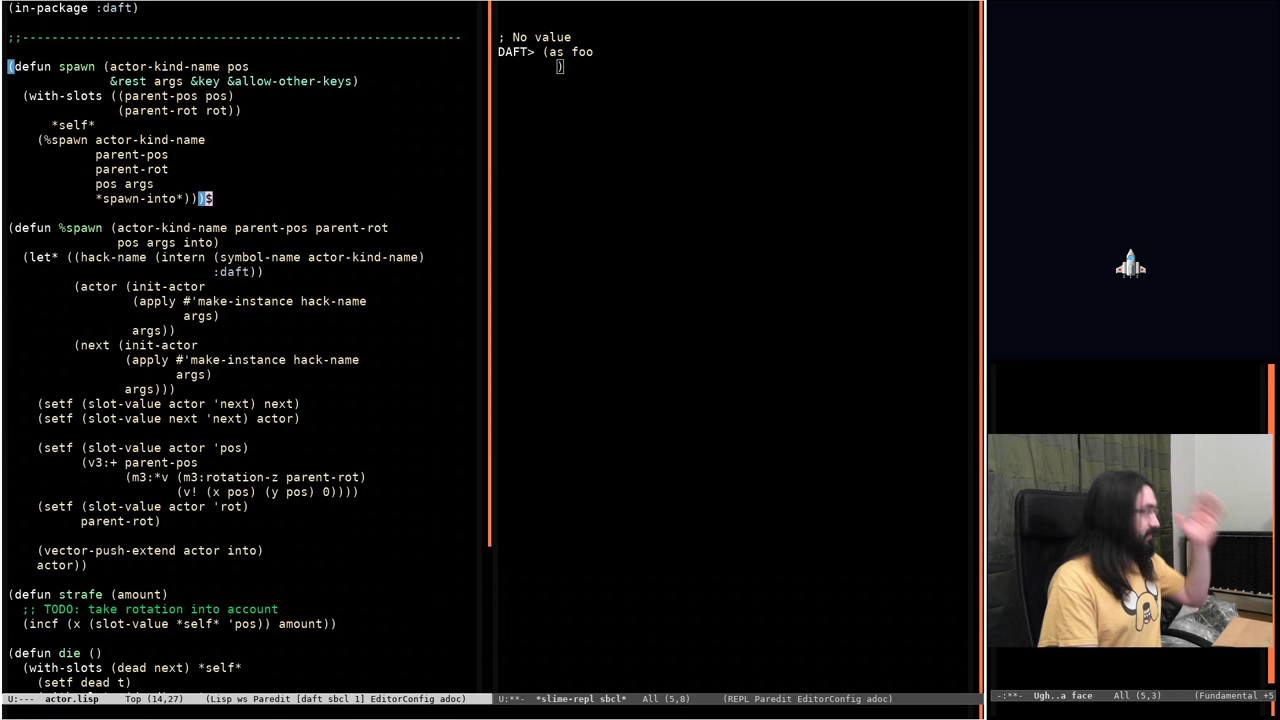 (in-package :daft)
;;------------------------------------------------------------
(defun spawn (actor-kind-name pos
              &rest args &key &allow-other-keys)
  (with-slots ((parent-pos pos)
               (parent-rot rot))
      *self*
    (%spawn actor-kind-name
            parent-pos
            parent-rot
            pos args
            *spawn-into*)))$
(defun %spawn (actor-kind-name parent-pos parent-rot
               pos args into)
  (let* ((hack-name (intern (symbol-name actor-kind-name)
                            :daft))
         (actor (init-actor
                 (apply #'make-instance hack-name
                        args)
                 args))
         (next (init-actor
                (apply #'make-instance hack-name
                       args)
                args)))
    (setf (slot-value actor 'next) next)
    (setf (slot-value next 'next) actor)
    (setf (slot-value actor 'pos)
          (v3:+ parent-pos
                (m3:*v (m3:rotation-z parent-rot)
                       (v! (x pos) (y pos) 0))))
    (setf (slot-value actor 'rot)
          parent-rot)
    (vector-push-extend actor into)
    actor))
(defun strafe (amount)
  ;; TODO: take rotation into account
  (incf (x (slot-value *self* 'pos)) amount))
(defun die ()
  (with-slots (dead next) *self*
    (setf dead t)
U:--- actor.lisp Top (14,27) (Lisp ws Paredit [daft sbcl 1] EditorConfig adoc)
; No value
DAFT> (as foo
        )
U:**- *slime-repl sbcl* All (5,8) (REPL Paredit EditorConfig adoc)
-:**- Ugh..a face All (5,3) (Fundamental +5